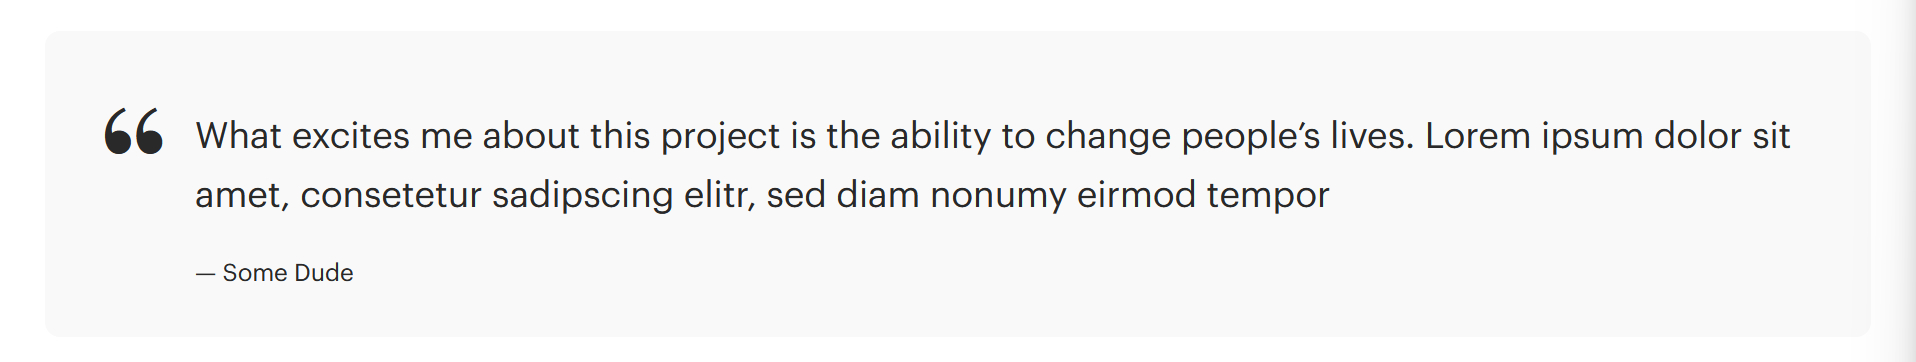 “ What excites me about this project is the ability to change people’s lives. Lorem ipsum dolor sit
amet, consetetur sadipscing elitr, sed diam nonumy eirmod tempor
— Some Dude